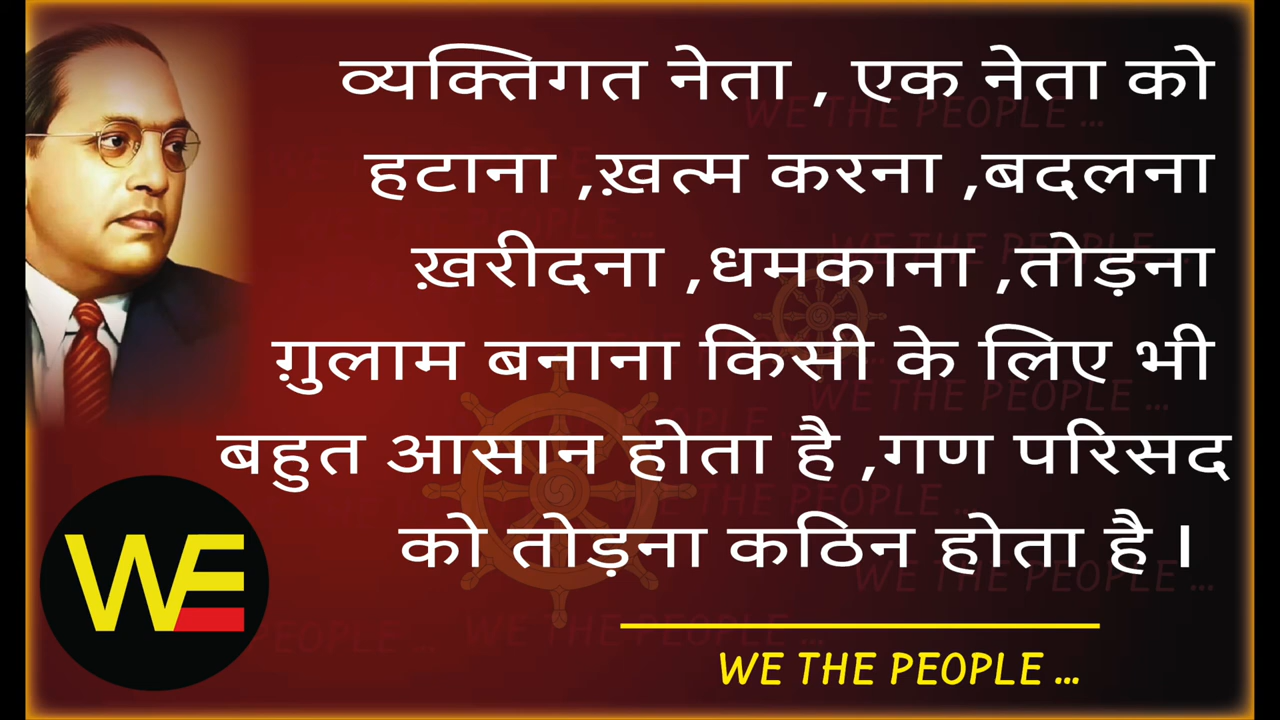 व्यक्तिगत नेता , एक नेता को
हटाना ,ख़त्म करना ,बदलना
ख़रीदना ,धमकाना ,तोड़ना
ग़ुलाम बनाना किसी के लिए भी
बहुत आसान होता है ,गण परिसद
को तोड़ना कठिन होता है ।
WE
WE THE PEOPLE ...